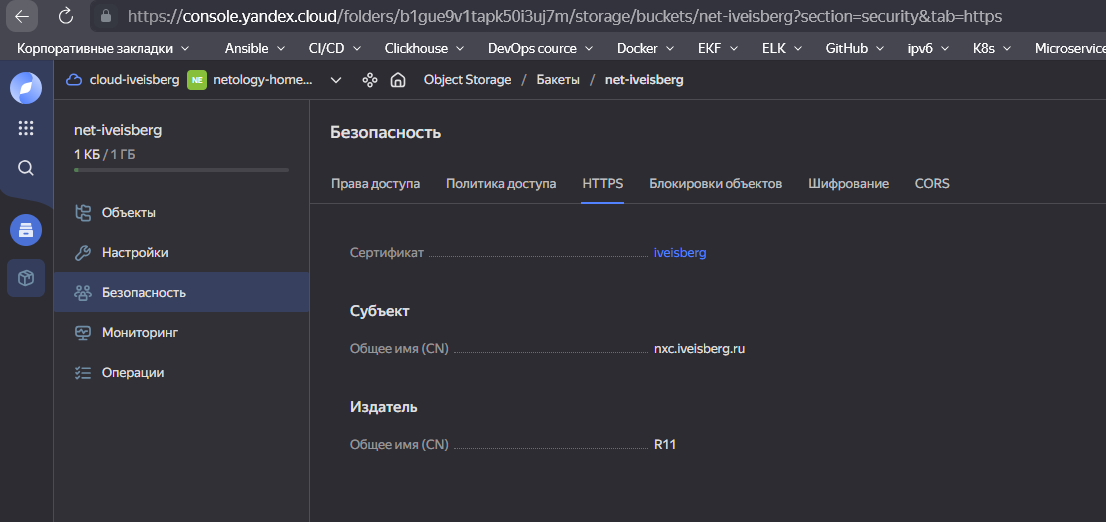 https://console.yandex.cloud/folders/b1gue9v1tapk50i3uj7m/storage/buckets/net-iveisberg?section=security&tab=https
Корпоративные закладки Ansible CI/CD Clickhouse DevOps cource Docker EKF ELK GitHub ipv6 K8s Microservice
cloud-iveisberg NE netology-home... Object Storage / Бакеты / net-iveisberg
net-iveisberg
1 КБ / 1 ГБ
Объекты
Настройки
Безопасность
Мониторинг
Операции
Безопасность
Права доступа Политика доступа HTTPS Блокировки объектов Шифрование CORS
Сертификат iveisberg
Субъект
Общее имя (CN) nxc.iveisberg.ru
Издатель
Общее имя (CN) R11